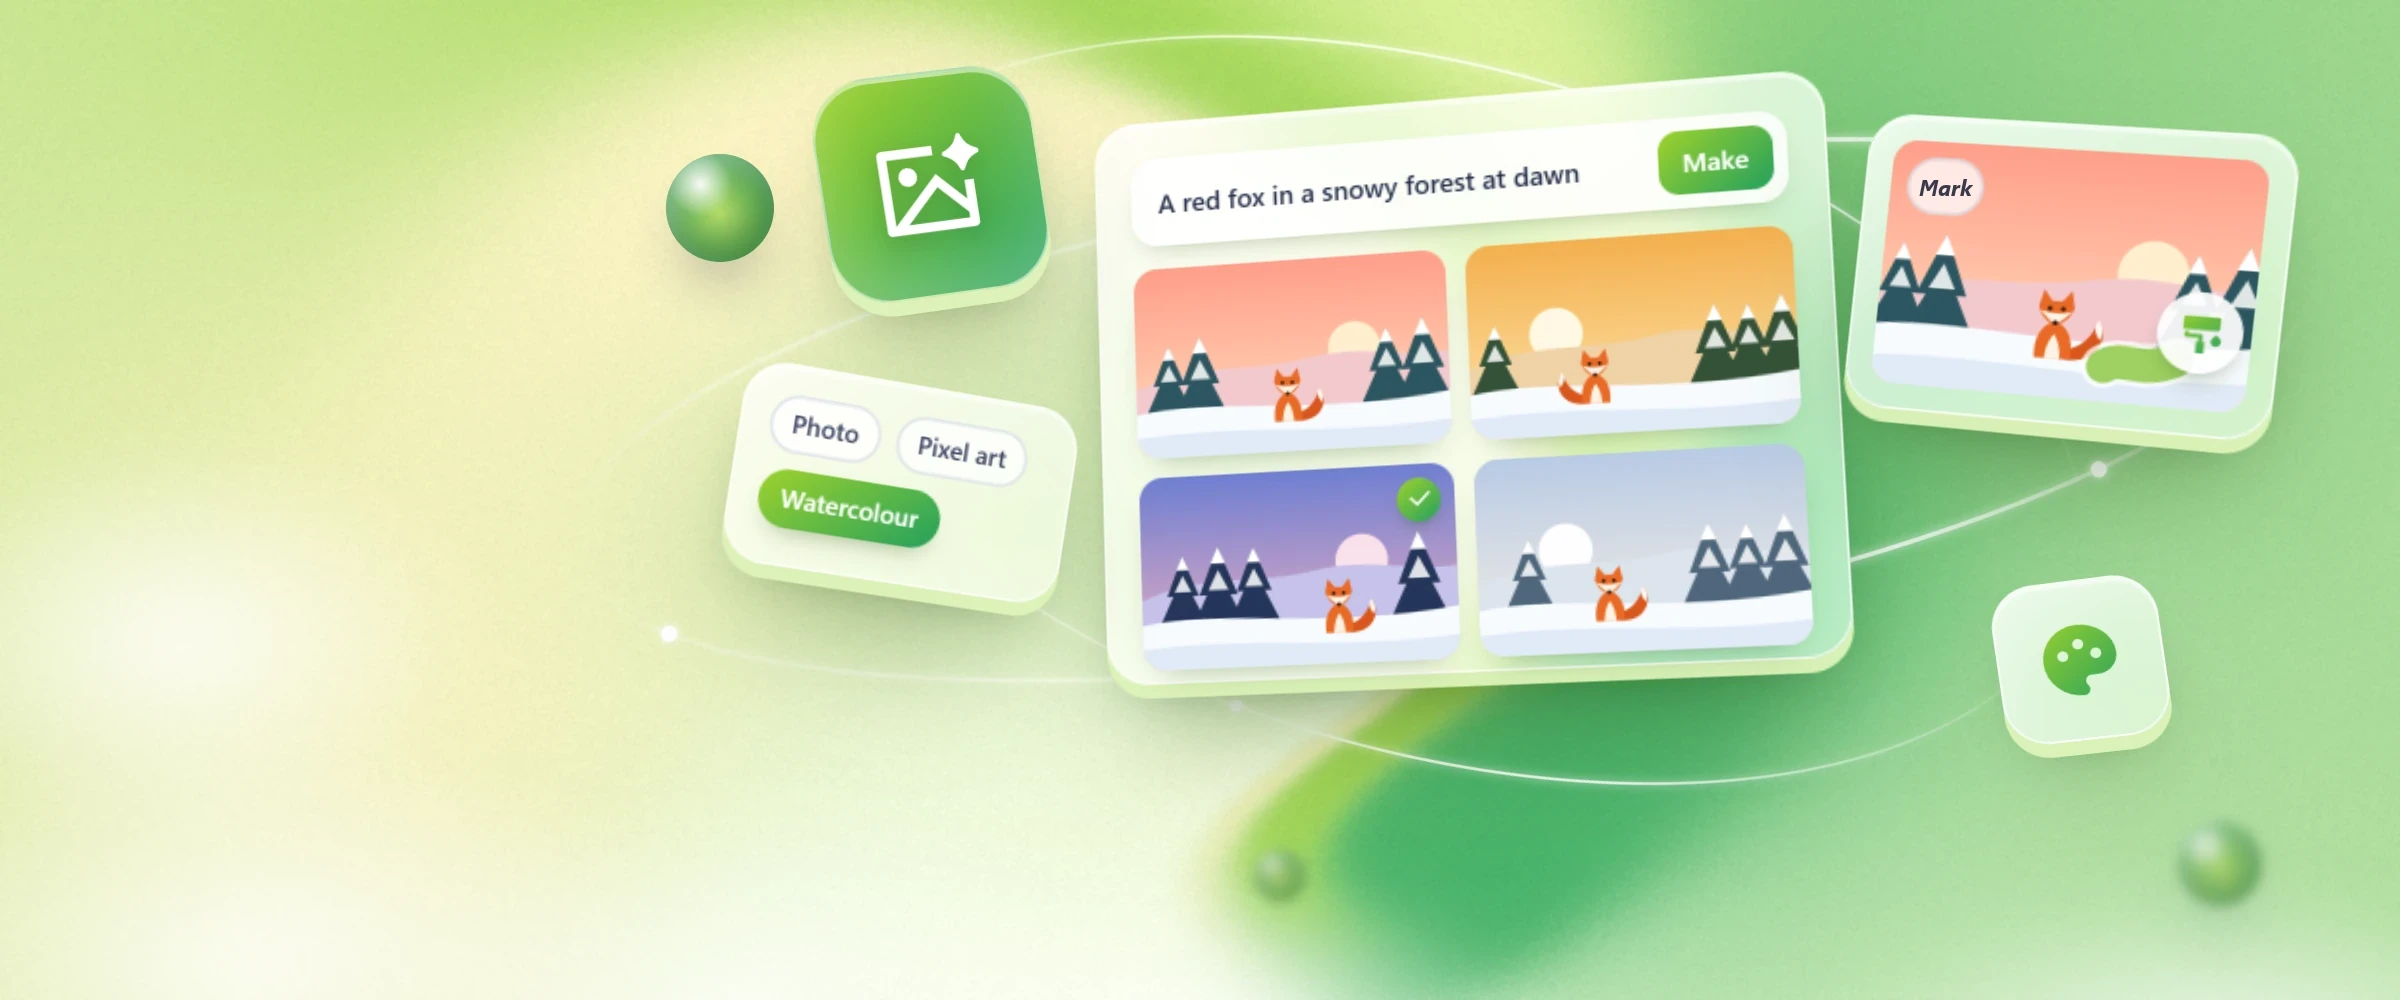 A red fox in a snowy forest at dawn
Make
Mark
Photo
Pixel art
Watercolour